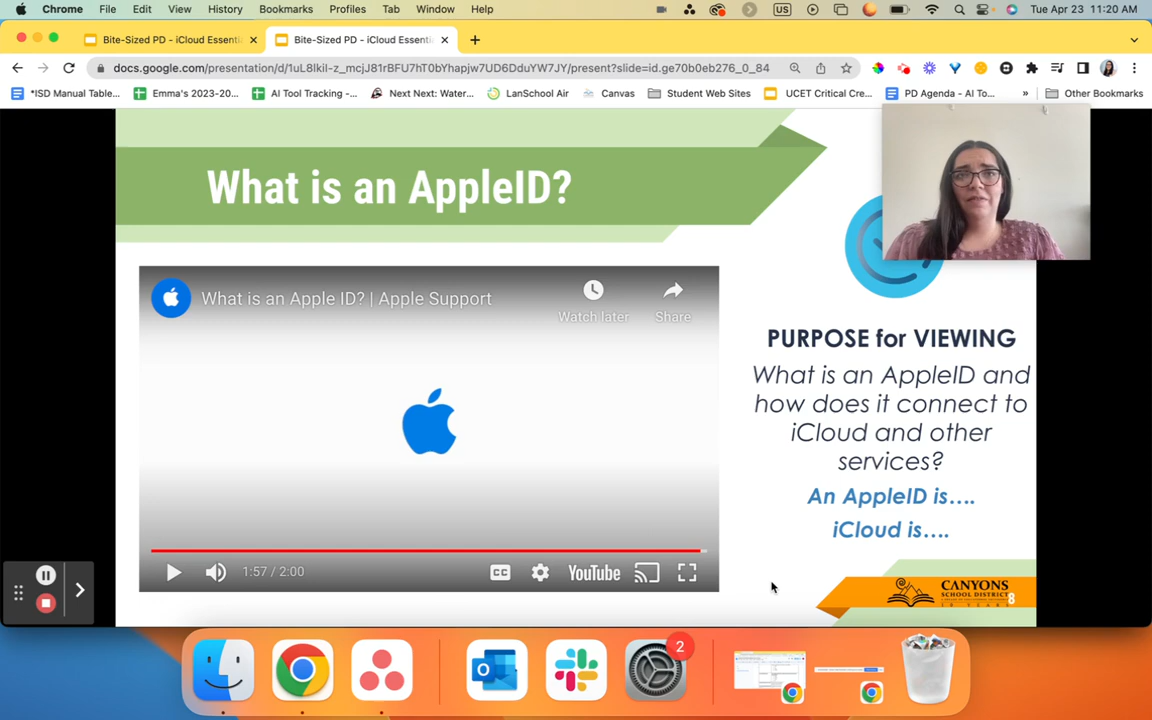 Chrome File Edit View History Bookmarks Profiles Tab Window Help US Tue Apr 23 11:20 AM
Bite-Sized PD - iCloud Essenti Bite-Sized PD - iCloud Essenti
docs.google.com/presentation/d/1uL8lkiI-z_mcjJ81rBFU7hT0bYhapjw7UD6DduYW7JY/present?slide=id.ge70b0eb276_0_84
*ISD Manual Table... Emma's 2023-20... AI Tool Tracking -... Next Next: Water... LanSchool Air Canvas Student Web Sites UCET Critical Cre... PD Agenda - AI To... » Other Bookmarks
What is an AppleID?
What is an Apple ID? | Apple Support
Watch later Share
PURPOSE for VIEWING
What is an AppleID and
how does it connect to
iCloud and other
services?
An AppleID is....
iCloud is....
1:57 / 2:00 CC YouTube
CANYONS
SCHOOL DISTRICT
8
2